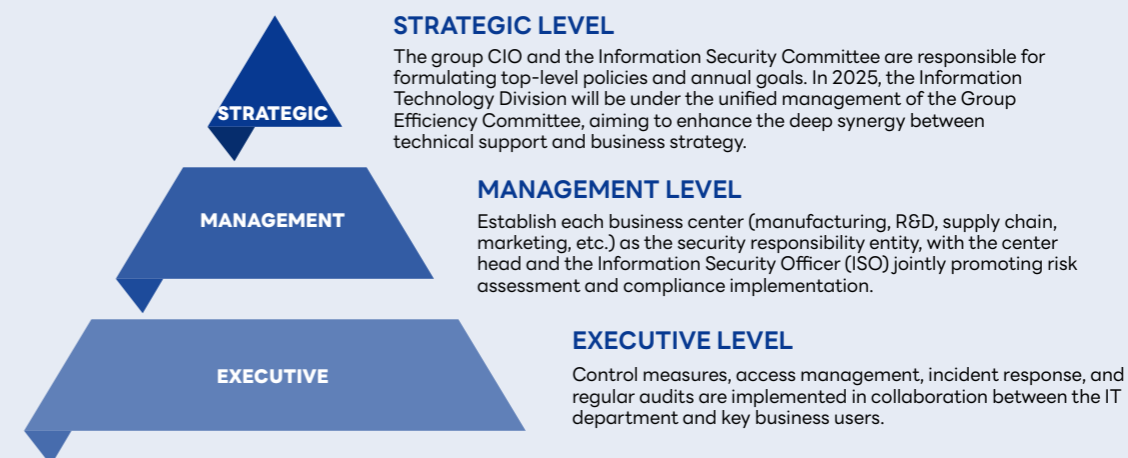 STRATEGIC LEVEL
The group CIO and the Information Security Committee are responsible for
formulating top-level policies and annual goals. In 2025, the Information
Technology Division will be under the unified management of the Group
Efficiency Committee, aiming to enhance the deep synergy between
technical support and business strategy.
STRATEGIC
MANAGEMENT LEVEL
Establish each business center (manufacturing, R&D, supply chain,
marketing, etc.) as the security responsibility entity, with the center
head and the Information Security Officer (ISO) jointly promoting risk
assessment and compliance implementation.
MANAGEMENT
EXECUTIVE LEVEL
Control measures, access management, incident response, and
regular audits are implemented in collaboration between the IT
department and key business users.
EXECUTIVE